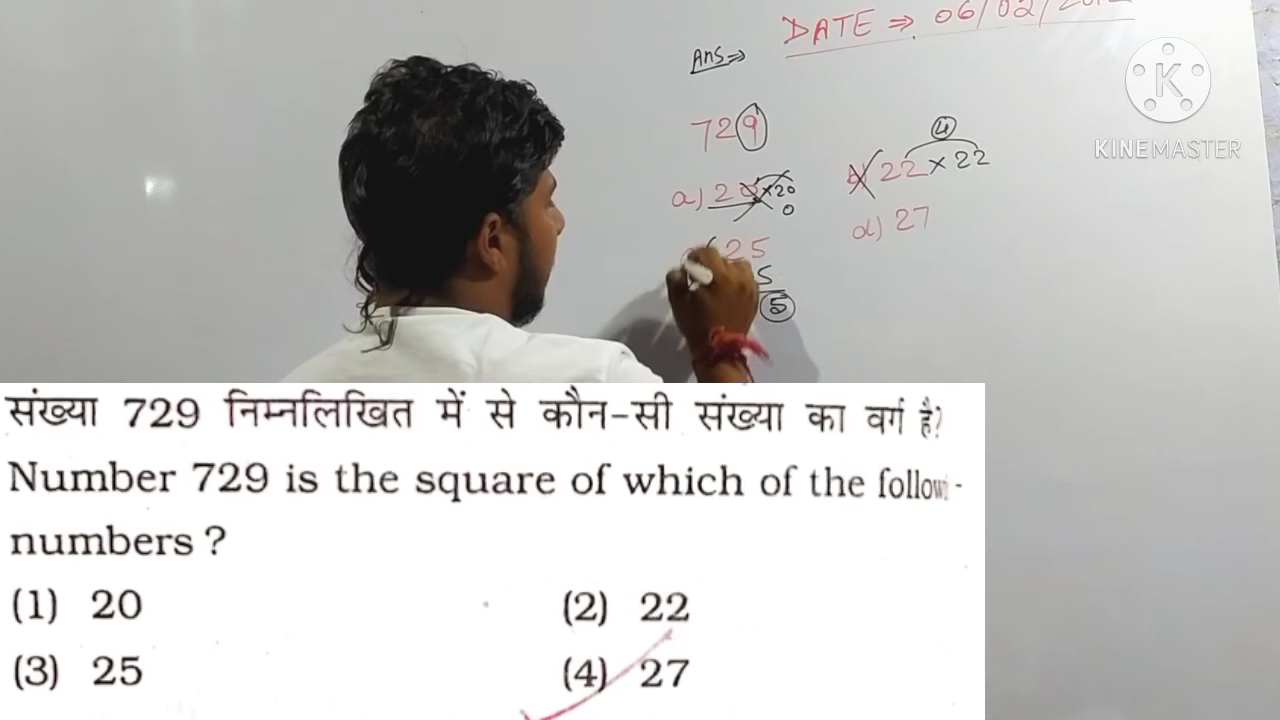 DATE ⇒ 06/02/
Ans ⇒
729
a) 20 × 20
0
22 × 22
4
25
5
5
d) 27
K
KINEMASTER
संख्या 729 निम्नलिखित में से कौन-सी संख्या का वर्ग है?
Number 729 is the square of which of the
numbers ?
(1) 20 (2) 22
(3) 25 (4) 27